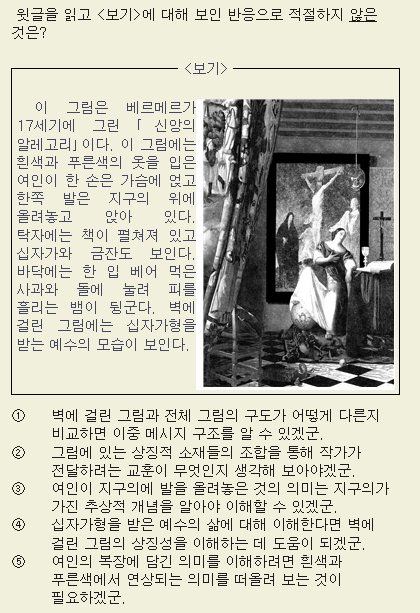 윗글을 읽고 <보기>에 대해 보인 반응으로 적절하지 않은
것은?
<보기>
이 그림은 베르메르가
17세기에 그린 「신앙의
알레고리」이다. 이 그림에는
흰색과 푸른색의 옷을 입은
여인이 한 손은 가슴에 얹고
한쪽 발은 지구의 위에
올려놓고 앉아 있다.
탁자에는 책이 펼쳐져 있고
십자가와 금잔도 보인다.
바닥에는 한 입 베어 먹은
사과와 돌에 눌려 피를
흘리는 뱀이 뒹군다. 벽에
걸린 그림에는 십자가형을
받는 예수의 모습이 보인다.
① 벽에 걸린 그림과 전체 그림의 구도가 어떻게 다른지
비교하면 이중 메시지 구조를 알 수 있겠군.
② 그림에 있는 상징적 소재들의 조합을 통해 작가가
전달하려는 교훈이 무엇인지 생각해 보아야겠군.
③ 여인이 지구의에 발을 올려놓은 것의 의미는 지구의가
가진 추상적 개념을 알아야 이해할 수 있겠군.
④ 십자가형을 받은 예수의 삶에 대해 이해한다면 벽에
걸린 그림의 상징성을 이해하는 데 도움이 되겠군.
⑤ 여인의 복장에 담긴 의미를 이해하려면 흰색과
푸른색에서 연상되는 의미를 떠올려 보는 것이
필요하겠군.